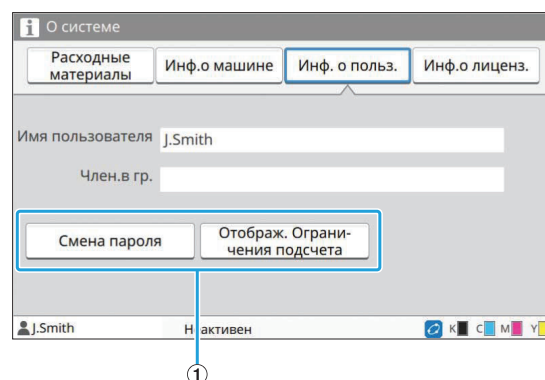 i О системе
Расходные
материалы
Инф.о машине
Инф. о польз.
Инф.о лиценз.
Имя пользователя J.Smith
Член.в гр.
Смена пароля
Отображ. Ограни-
чения подсчета
J.Smith
Неактивен
K C M Y
1